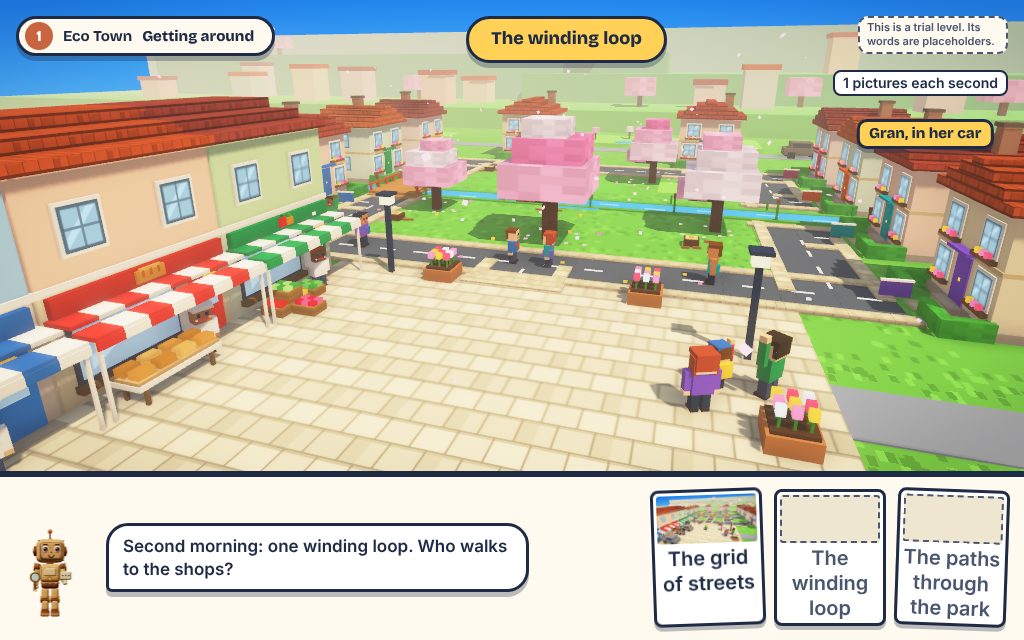 1 Eco Town Getting around
The winding loop
This is a trial level. Its
words are placeholders.
1 pictures each second
Gran, in her car
Second morning: one winding loop. Who walks
to the shops?
The grid
of streets
The
winding
loop
The paths
through
the park